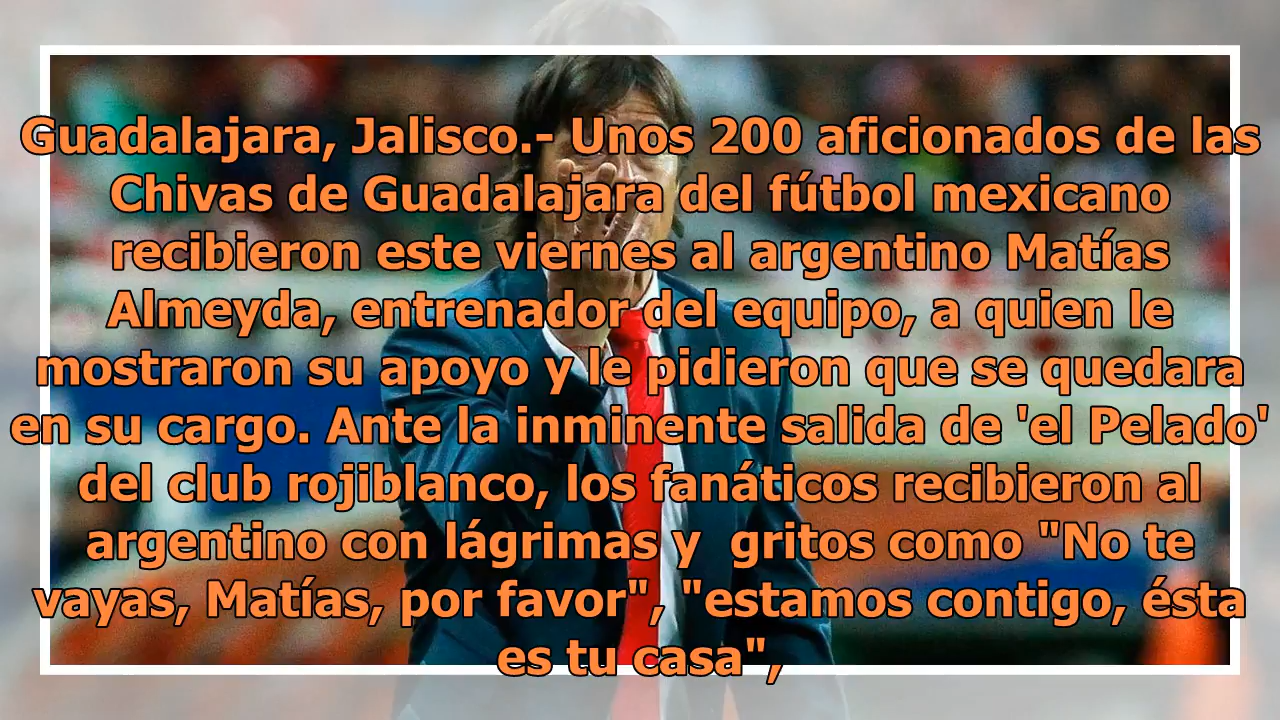 Guadalajara, Jalisco.- Unos 200 aficionados de las
Chivas de Guadalajara del fútbol mexicano
recibieron este viernes al argentino Matías
Almeyda, entrenador del equipo, a quien le
mostraron su apoyo y le pidieron que se quedara
en su cargo. Ante la inminente salida de 'el Pelado'
del club rojiblanco, los fanáticos recibieron al
argentino con lágrimas y  gritos como "No te
vayas, Matías, por favor", "estamos contigo, ésta
es tu casa",